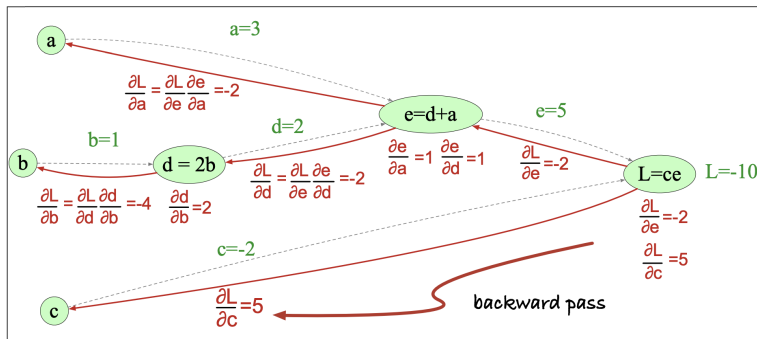 a=3
a
∂L/∂a=∂L/∂e ∂e/∂a=-2
e=d+a
e=5
b=1
d=2
b
d = 2b
∂e/∂a=1 ∂e/∂d=1
∂L/∂e=-2
L=ce
L=-10
∂L/∂b=∂L/∂d ∂d/∂b=-4
∂d/∂b=2
∂L/∂d=∂L/∂e ∂e/∂d=-2
∂L/∂e=-2
c=-2
∂L/∂c=5
c
∂L/∂c=5
backward pass